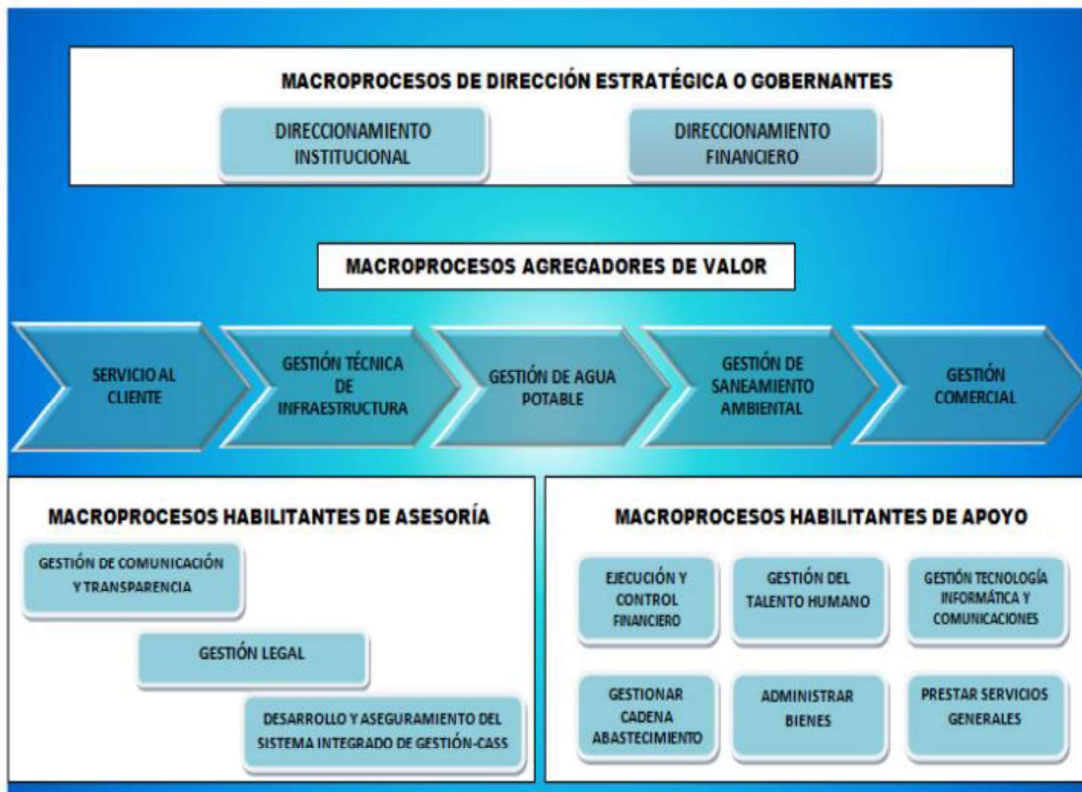 MACROPROCESOS DE DIRECCIÓN ESTRATÉGICA O GOBERNANTES
DIRECCIONAMIENTO
INSTITUCIONAL
DIRECCIONAMIENTO
FINANCIERO
MACROPROCESOS AGREGADORES DE VALOR
SERVICIO AL
CLIENTE
GESTIÓN TÉCNICA
DE
INFRAESTRUCTURA
GESTIÓN DE AGUA
POTABLE
GESTIÓN DE
SANEAMIENTO
AMBIENTAL
GESTIÓN
COMERCIAL
MACROPROCESOS HABILITANTES DE ASESORÍA
GESTIÓN DE COMUNICACIÓN
Y TRANSPARENCIA
GESTIÓN LEGAL
DESARROLLO Y ASEGURAMIENTO DEL
SISTEMA INTEGRADO DE GESTIÓN-CASS
MACROPROCESOS HABILITANTES DE APOYO
EJECUCIÓN Y
CONTROL
FINANCIERO
GESTIÓN DEL
TALENTO HUMANO
GESTIÓN TECNOLOGÍA
INFORMÁTICA Y
COMUNICACIONES
GESTIONAR
CADENA
ABASTECIMIENTO
ADMINISTRAR
BIENES
PRESTAR SERVICIOS
GENERALES